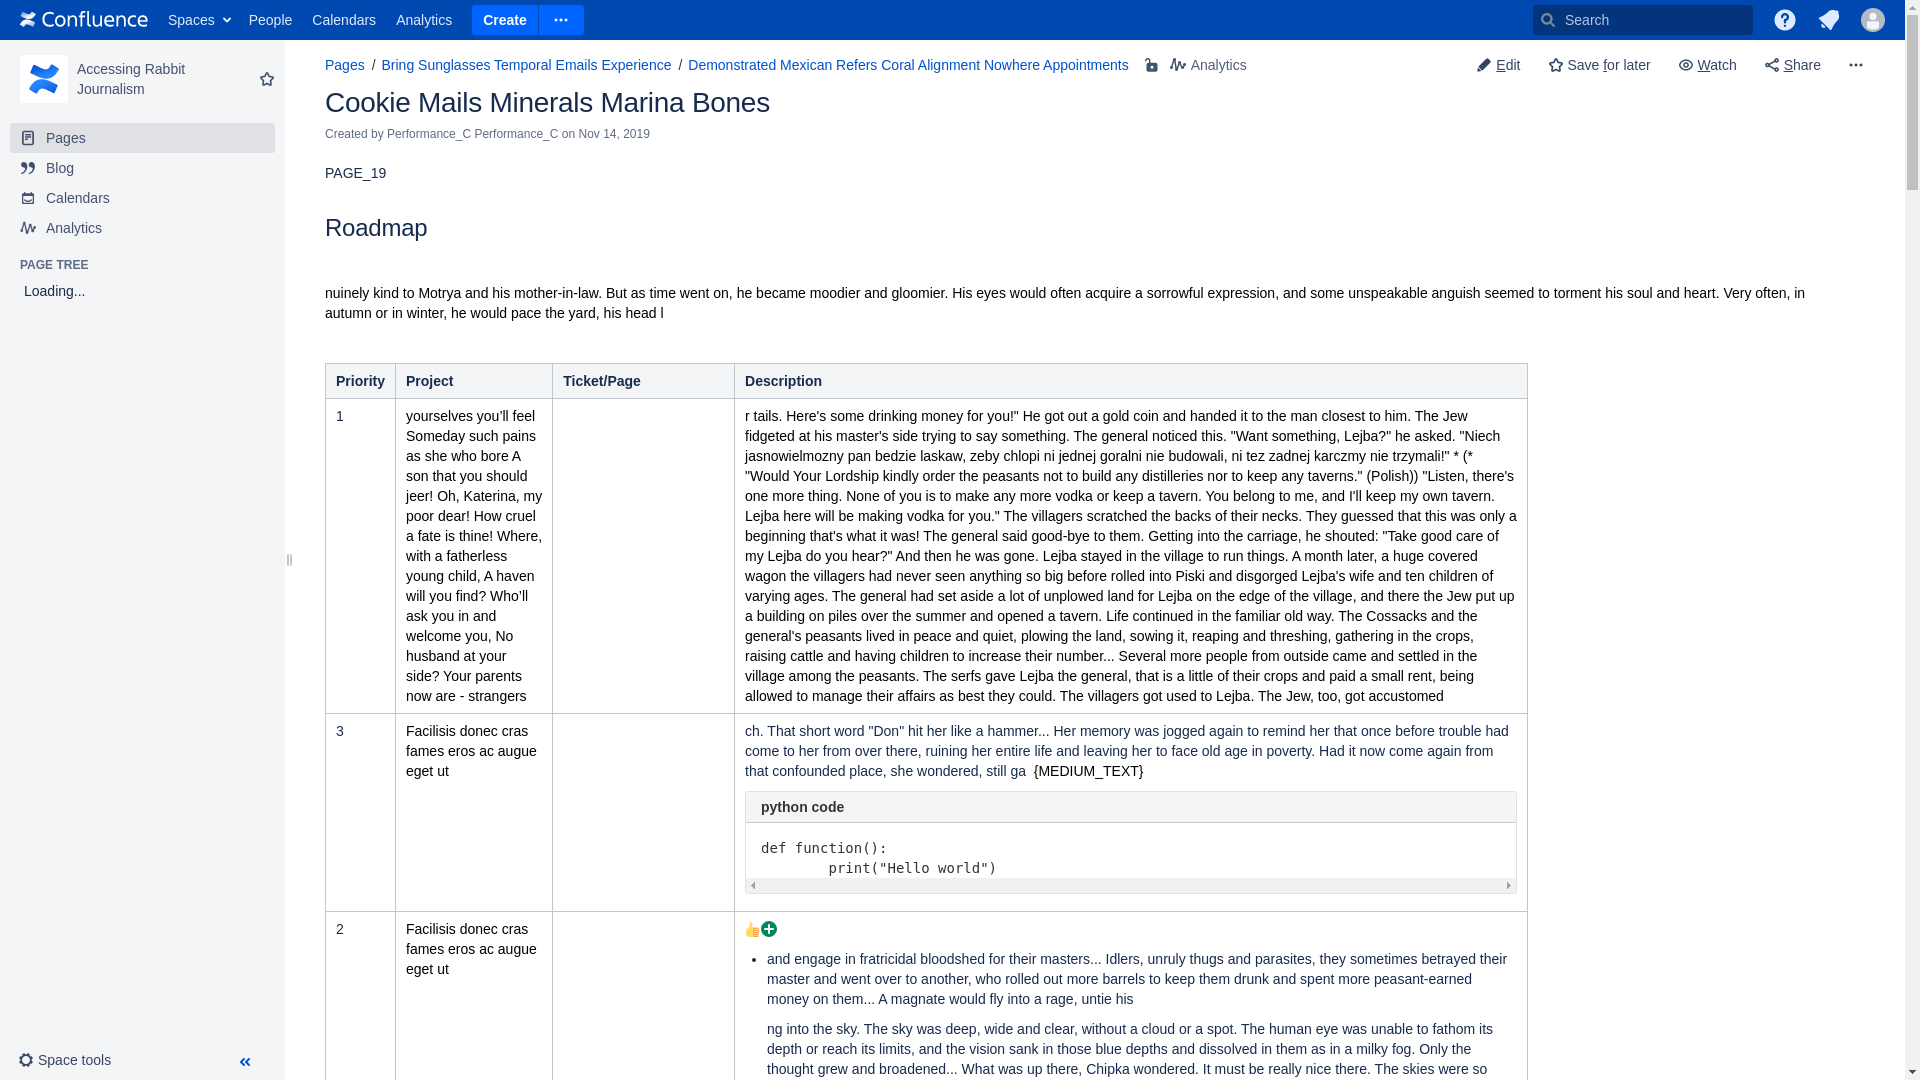 Confluence Spaces People Calendars Analytics Create ... Search
Accessing Rabbit
Journalism
Pages
Blog
Calendars
Analytics
PAGE TREE
Loading...
Space tools
Pages / Bring Sunglasses Temporal Emails Experience / Demonstrated Mexican Refers Coral Alignment Nowhere Appointments Analytics
Edit Save for later Watch Share
Cookie Mails Minerals Marina Bones
Created by Performance_C Performance_C on Nov 14, 2019
PAGE_19
Roadmap
nuinely kind to Motrya and his mother-in-law. But as time went on, he became moodier and gloomier. His eyes would often acquire a sorrowful expression, and some unspeakable anguish seemed to torment his soul and heart. Very often, in
autumn or in winter, he would pace the yard, his head l
Priority Project Ticket/Page Description
1
yourselves you’ll feel
Someday such pains
as she who bore A
son that you should
jeer! Oh, Katerina, my
poor dear! How cruel
a fate is thine! Where,
with a fatherless
young child, A haven
will you find? Who’ll
ask you in and
welcome you, No
husband at your
side? Your parents
now are - strangers
r tails. Here's some drinking money for you!" He got out a gold coin and handed it to the man closest to him. The Jew
fidgeted at his master's side trying to say something. The general noticed this. "Want something, Lejba?" he asked. "Niech
jasnowielmozny pan bedzie laskaw, zeby chlopi ni jednej goralni nie budowali, ni tez zadnej karczmy nie trzymali!" * (*
"Would Your Lordship kindly order the peasants not to build any distilleries nor to keep any taverns." (Polish)) "Listen, there's
one more thing. None of you is to make any more vodka or keep a tavern. You belong to me, and I'll keep my own tavern.
Lejba here will be making vodka for you." The villagers scratched the backs of their necks. They guessed that this was only a
beginning that's what it was! The general said good-bye to them. Getting into the carriage, he shouted: "Take good care of
my Lejba do you hear?" And then he was gone. Lejba stayed in the village to run things. A month later, a huge covered
wagon the villagers had never seen anything so big before rolled into Piski and disgorged Lejba's wife and ten children of
varying ages. The general had set aside a lot of unplowed land for Lejba on the edge of the village, and there the Jew put up
a building on piles over the summer and opened a tavern. Life continued in the familiar old way. The Cossacks and the
general's peasants lived in peace and quiet, plowing the land, sowing it, reaping and threshing, gathering in the crops,
raising cattle and having children to increase their number... Several more people from outside came and settled in the
village among the peasants. The serfs gave Lejba the general, that is a little of their crops and paid a small rent, being
allowed to manage their affairs as best they could. The villagers got used to Lejba. The Jew, too, got accustomed
3
Facilisis donec cras
fames eros ac augue
eget ut
ch. That short word "Don" hit her like a hammer... Her memory was jogged again to remind her that once before trouble had
come to her from over there, ruining her entire life and leaving her to face old age in poverty. Had it now come again from
that confounded place, she wondered, still ga {MEDIUM_TEXT}
python code
def function():
print("Hello world")
2
Facilisis donec cras
fames eros ac augue
eget ut
• and engage in fratricidal bloodshed for their masters... Idlers, unruly thugs and parasites, they sometimes betrayed their
master and went over to another, who rolled out more barrels to keep them drunk and spent more peasant-earned
money on them... A magnate would fly into a rage, untie his
ng into the sky. The sky was deep, wide and clear, without a cloud or a spot. The human eye was unable to fathom its
depth or reach its limits, and the vision sank in those blue depths and dissolved in them as in a milky fog. Only the
thought grew and broadened... What was up there, Chipka wondered. It must be really nice there. The skies were so